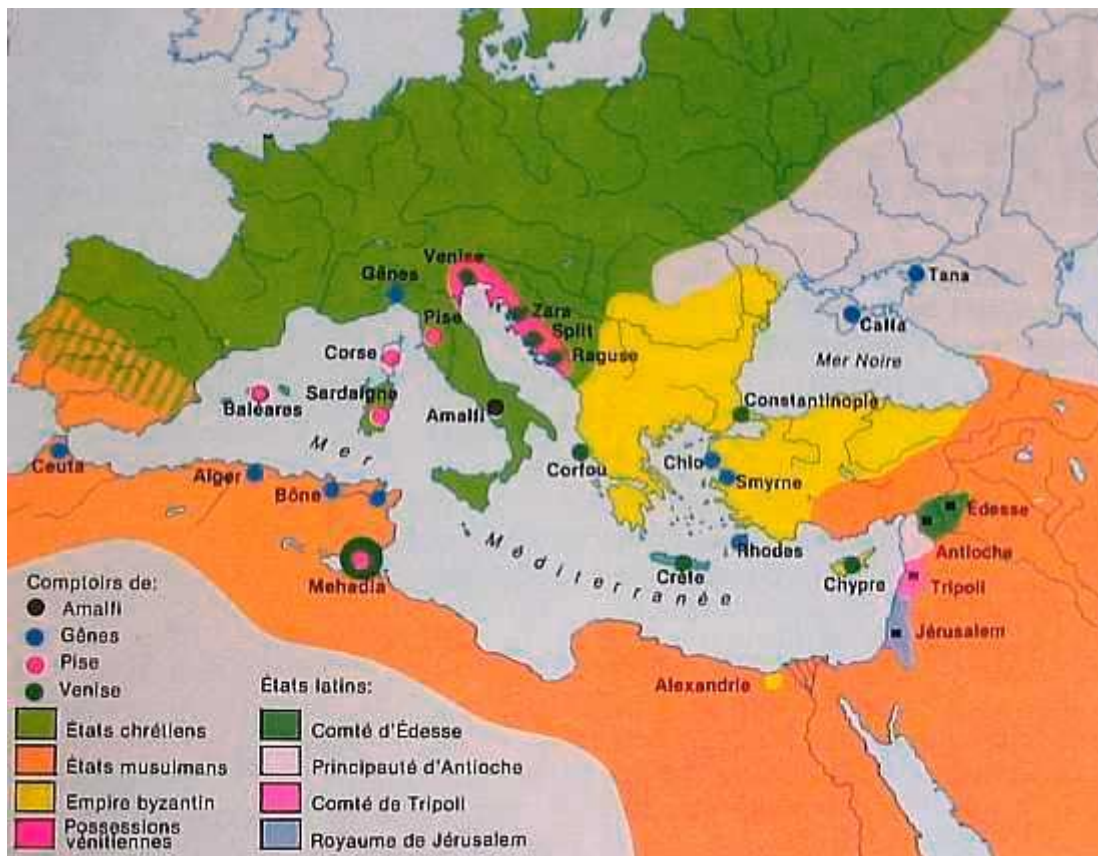 Venise
Gênes
Tana
Zara
Pise
Split
Caffa
Corse
Raguse
Mer Noire
Sardaigne
Baléares
Amalfi
Constantinople
Mer
Corfou
Chio
Ceuta
Alger
Smyrne
Bône
Édesse
Méditerranée
Rhodes
Antioche
Crête
Chypre
Mehadia
Tripoli
Comptoirs de:
Amalfi
Gênes
Jérusalem
Pise
Alexandrie
Venise
États latins:
États chrétiens
Comté d'Édesse
États musulmans
Principauté d'Antioche
Empire byzantin
Comté de Tripoli
Possessions
vénitiennes
Royaume de Jérusalem